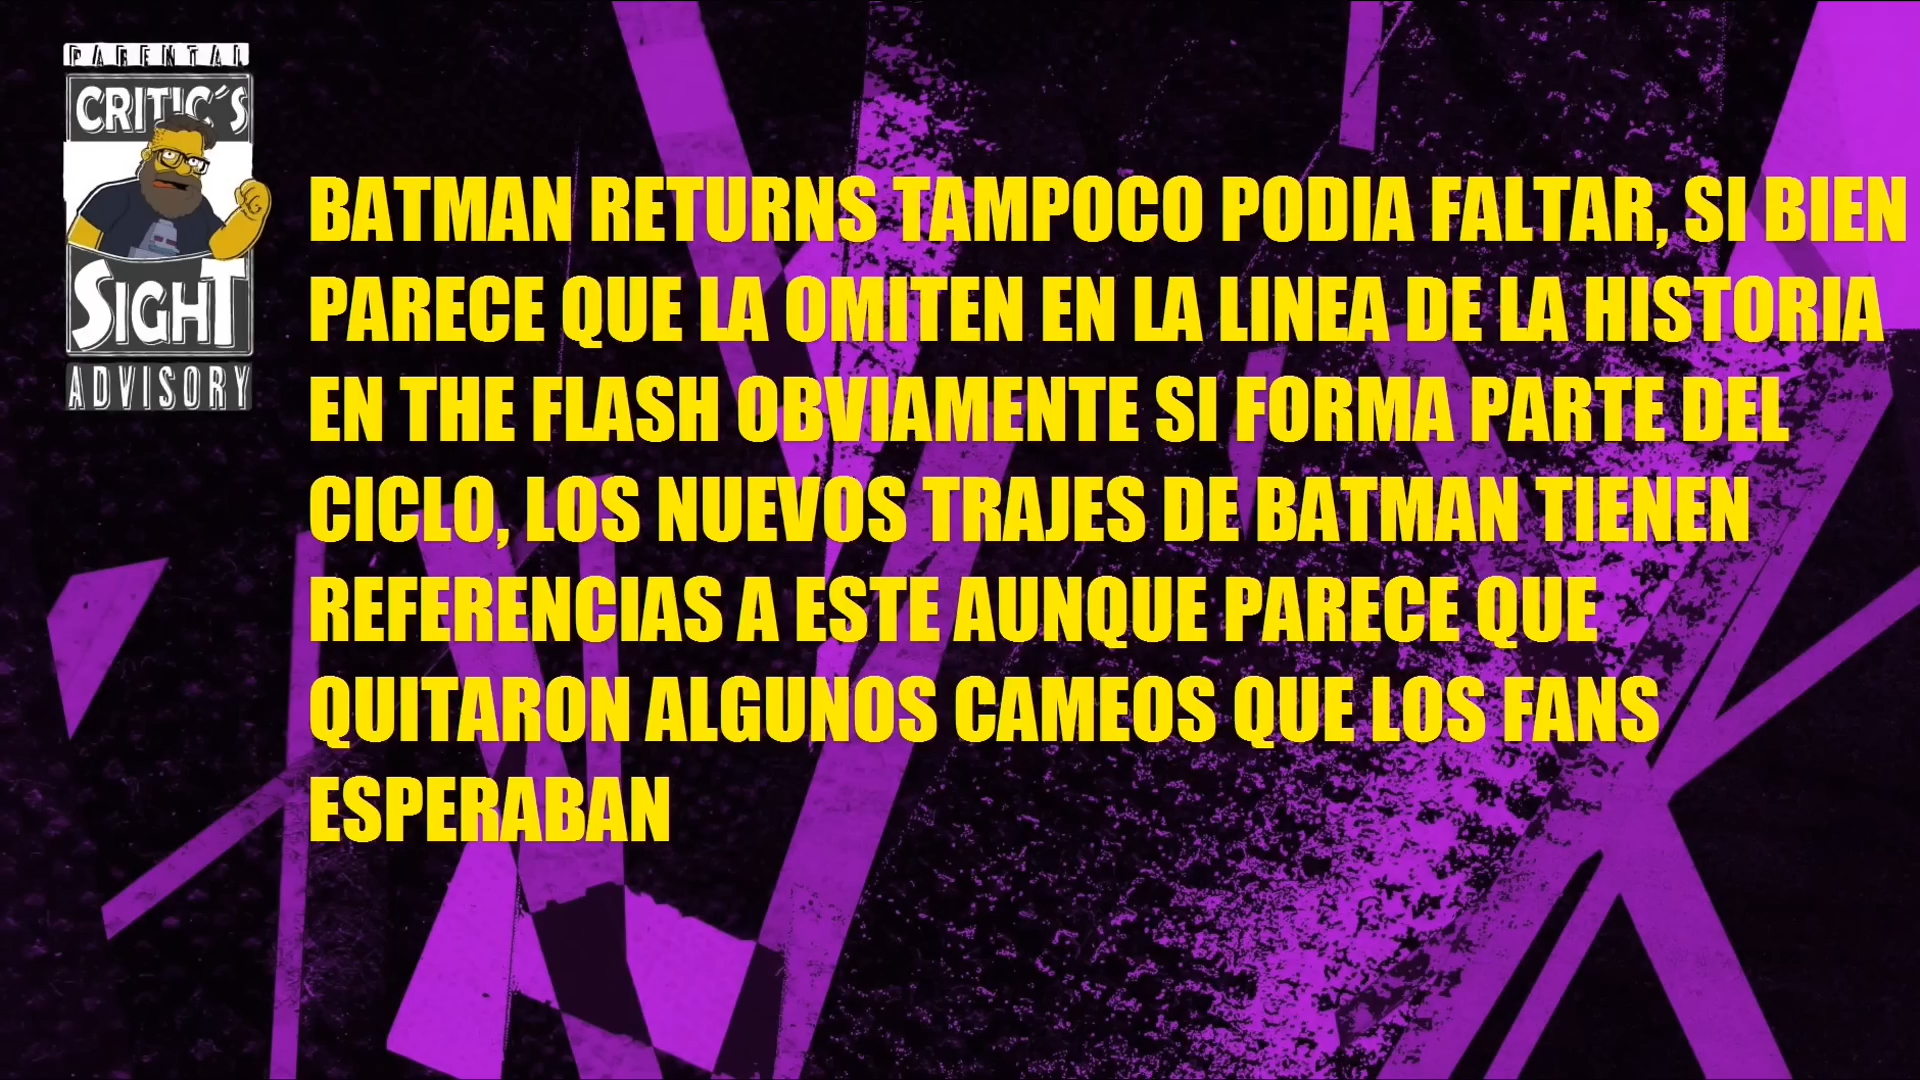 PARENTAL
CRITIC´S
SIGHT
ADVISORY
BATMAN RETURNS TAMPOCO PODIA FALTAR, SI BIEN
PARECE QUE LA OMITEN EN LA LINEA DE LA HISTORIA
EN THE FLASH OBVIAMENTE SI FORMA PARTE DEL
CICLO, LOS NUEVOS TRAJES DE BATMAN TIENEN
REFERENCIAS A ESTE AUNQUE PARECE QUE
QUITARON ALGUNOS CAMEOS QUE LOS FANS
ESPERABAN